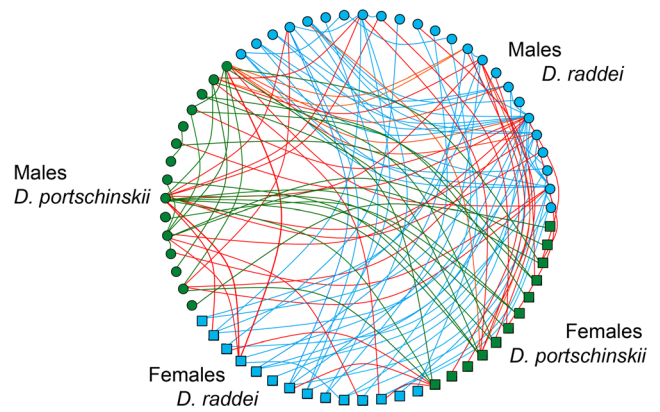 Males
D. raddei
Males
D. portschinskii
Females
D. portschinskii
Females
D. raddei